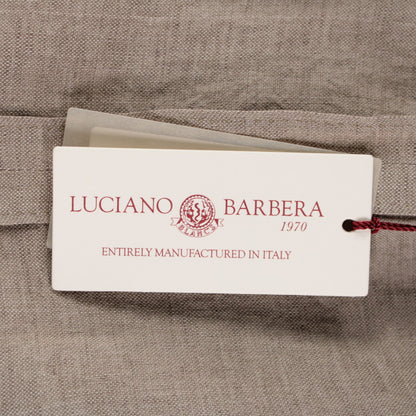 LUCIANO BARBERA
1970
ENTIRELY MANUFACTURED IN ITALY